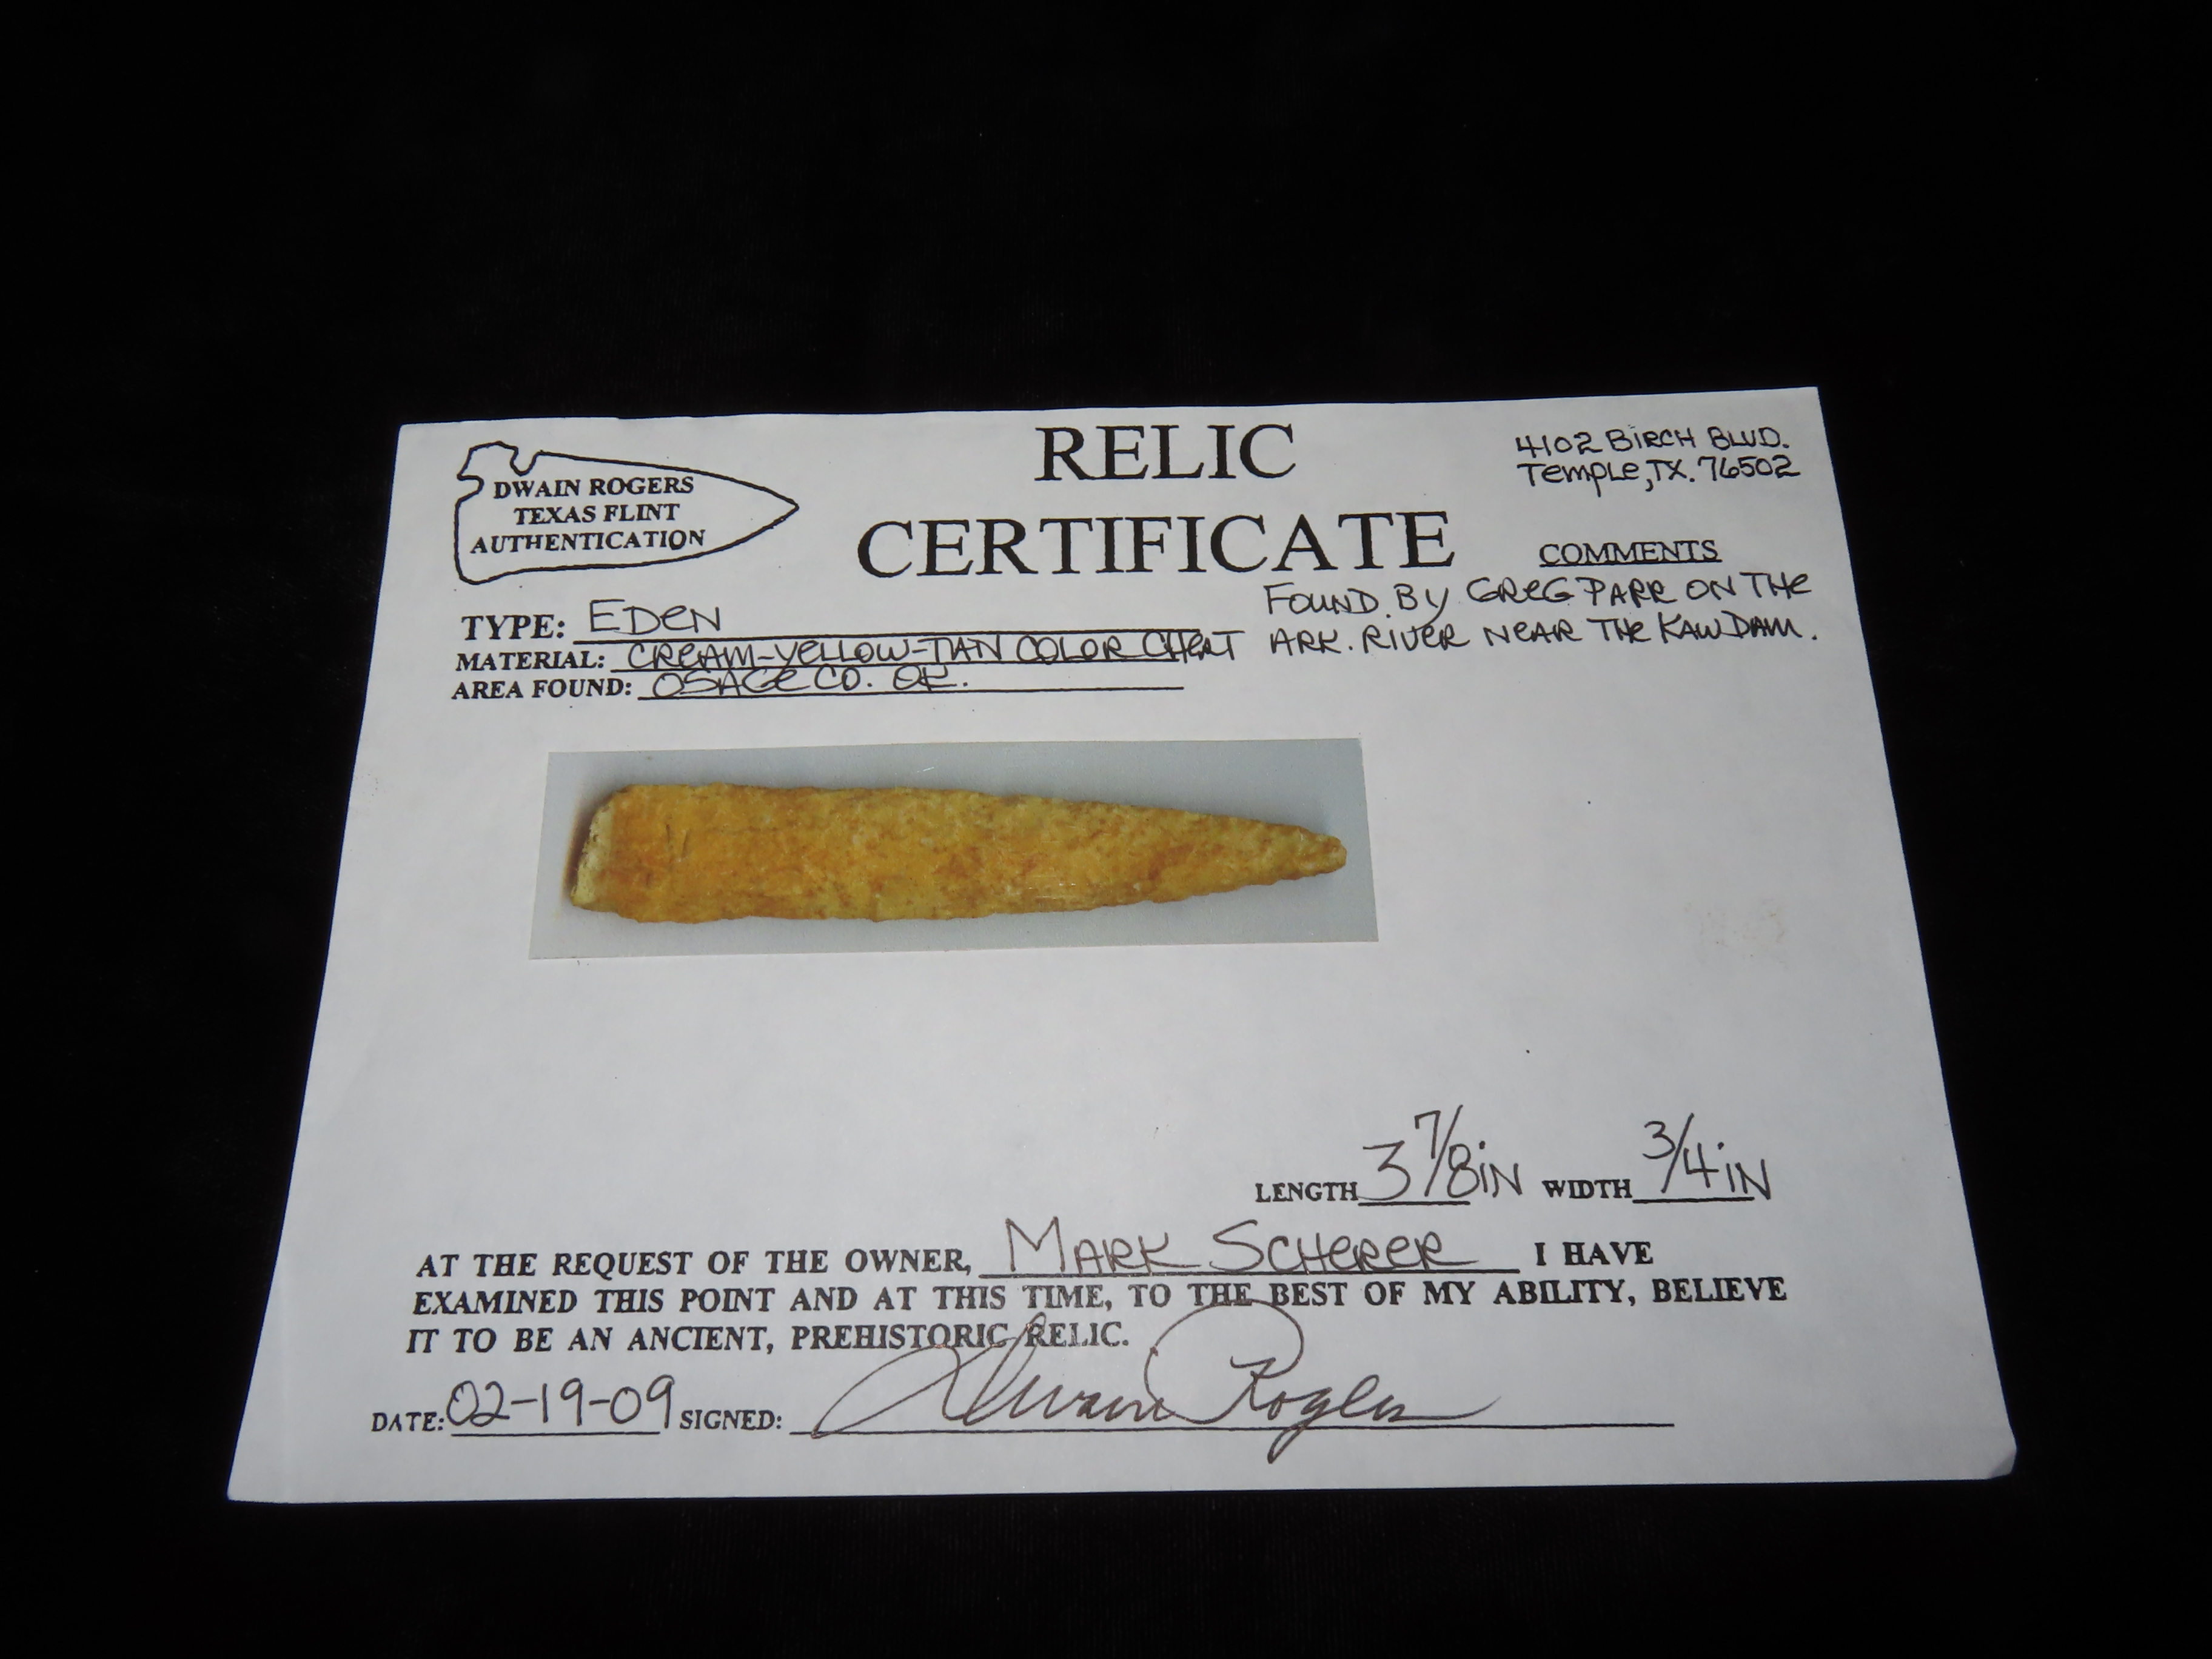 RELIC
CERTIFICATE
4102 BIRCH BLVD.
TEMPLE, TX. 76502
DWAIN ROGERS
TEXAS FLINT
AUTHENTICATION
COMMENTS
FOUND BY GREG PARR ON THE
ARK. RIVER NEAR THE KAW DAM.
TYPE: EDEN
MATERIAL: CREAM-YELLOW-TAN COLOR CHERT
AREA FOUND: OSAGE CO. OK.
LENGTH 3 7/8 IN WIDTH 3/4 IN
AT THE REQUEST OF THE OWNER, MARK SCHERER I HAVE
EXAMINED THIS POINT AND AT THIS TIME, TO THE BEST OF MY ABILITY, BELIEVE
IT TO BE AN ANCIENT, PREHISTORIC RELIC.
DATE: 02-19-09 SIGNED: Dwain Rogers